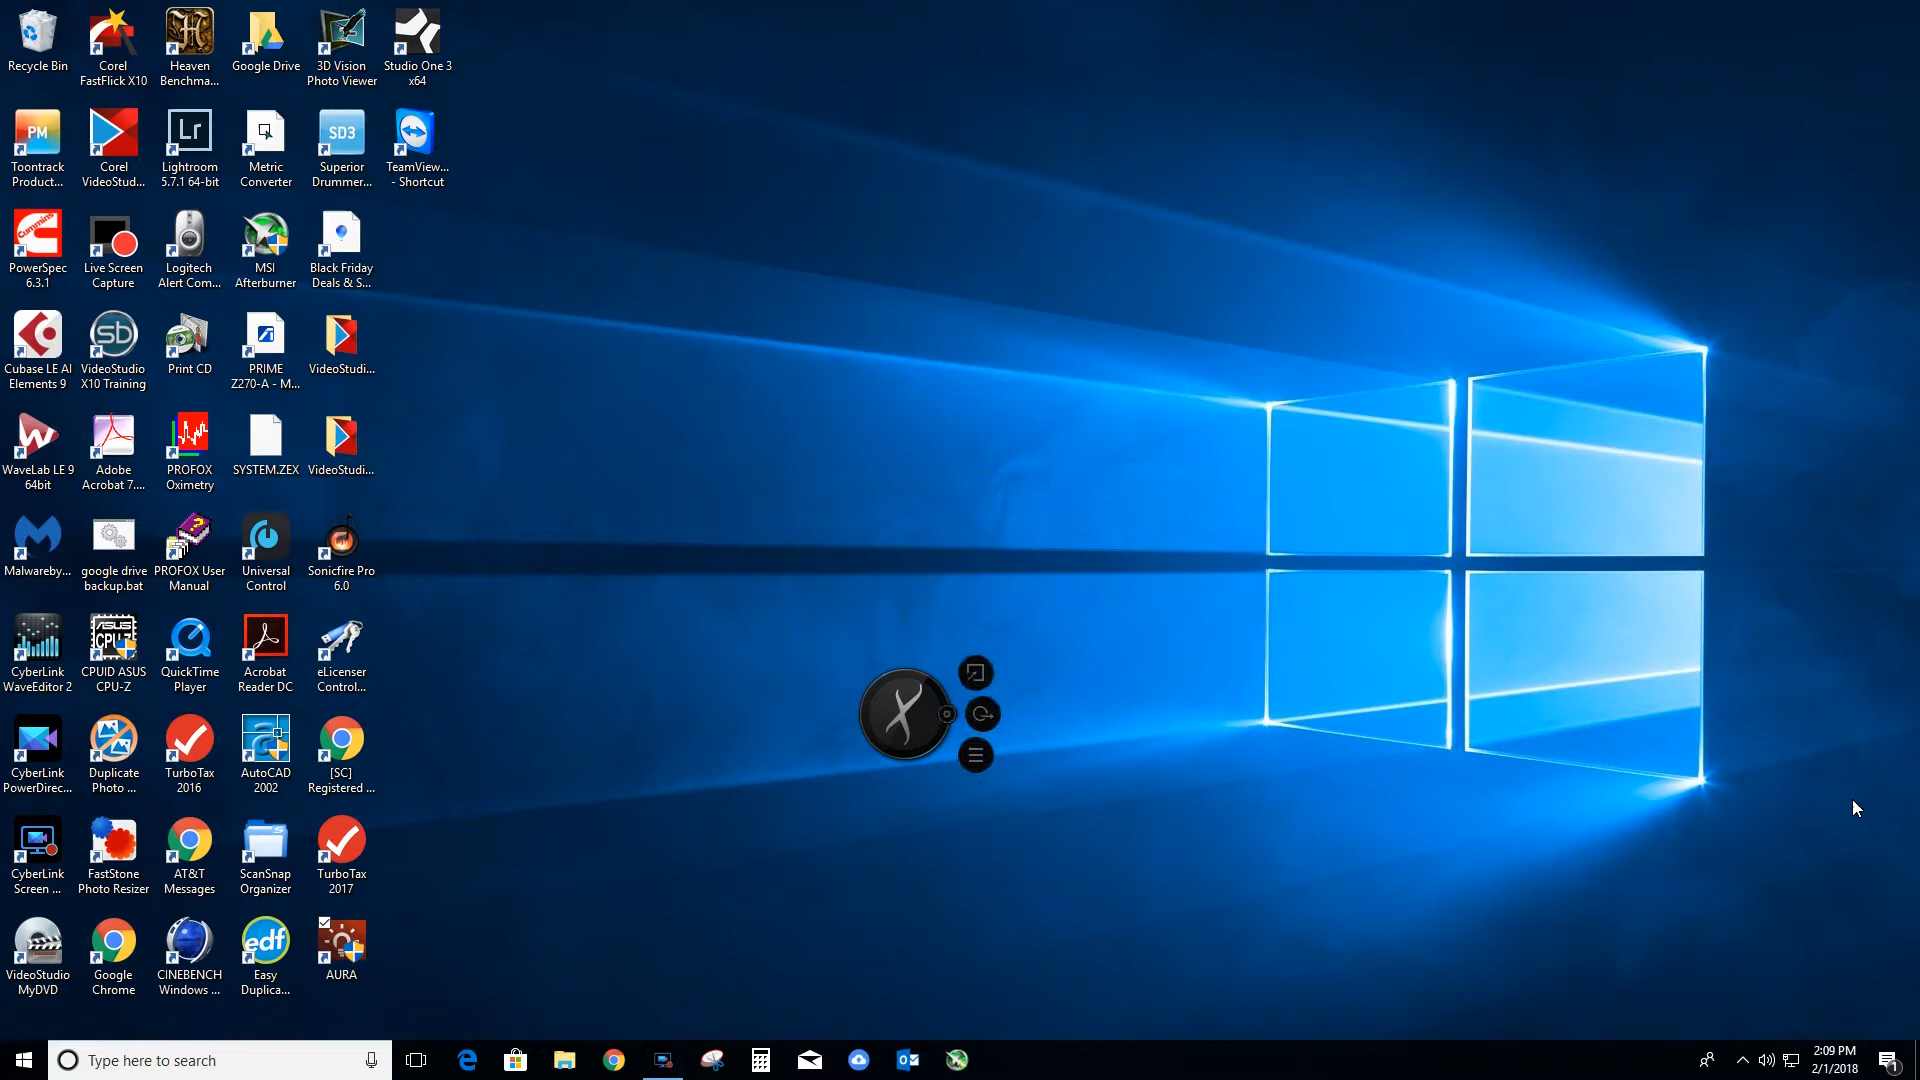 Recycle Bin
Corel
FastFlick X10
Heaven
Benchma...
Google Drive
3D Vision
Photo Viewer
Studio One 3
x64
PM
Toontrack
Product...
Corel
VideoStud...
Lr
Lightroom
5.7.1 64-bit
Metric
Converter
SD3
Superior
Drummer...
TeamView...
- Shortcut
Cummins
PowerSpec
6.3.1
Live Screen
Capture
Logitech
Alert Com...
MSI
Afterburner
Black Friday
Deals & S...
Cubase LE AI
Elements 9
sb
VideoStudio
X10 Training
Print CD
PRIME
Z270-A - M...
VideoStudi...
WaveLab LE 9
64bit
Adobe
Acrobat 7....
PROFOX
Oximetry
SYSTEM.ZEX
VideoStudi...
Malwareby...
google drive
backup.bat
PROFOX User
Manual
Universal
Control
Sonicfire Pro
6.0
CyberLink
WaveEditor 2
ASUS
CPU-Z
CPUID ASUS
CPU-Z
QuickTime
Player
Acrobat
Reader DC
eLicenser
Control...
CyberLink
PowerDirec...
Duplicate
Photo ...
TurboTax
2016
AutoCAD
2002
[SC]
Registered ...
CyberLink
Screen ...
FastStone
Photo Resizer
AT&T
Messages
ScanSnap
Organizer
TurboTax
2017
VideoStudio
MyDVD
Google
Chrome
CINEBENCH
Windows ...
edf
Easy
Duplica...
AURA
Type here to search
2:09 PM
2/1/2018
1